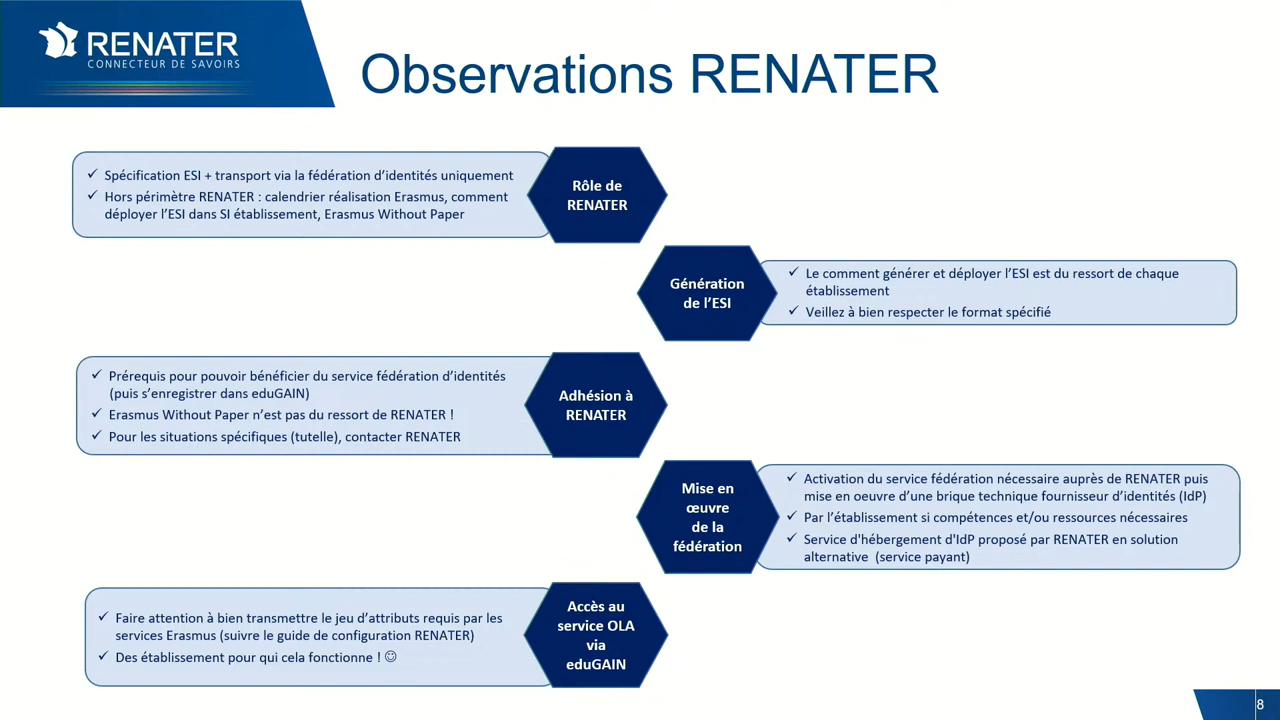 RENATER
CONNECTEUR DE SAVOIRS
Observations RENATER
✓ Spécification ESI + transport via la fédération d’identités uniquement
✓ Hors périmètre RENATER : calendrier réalisation Erasmus, comment
déployer l’ESI dans SI établissement, Erasmus Without Paper
Rôle de
RENATER
Génération
de l’ESI
✓ Le comment générer et déployer l’ESI est du ressort de chaque
établissement
✓ Veillez à bien respecter le format spécifié
✓ Prérequis pour pouvoir bénéficier du service fédération d’identités
(puis s’enregistrer dans eduGAIN)
✓ Erasmus Without Paper n’est pas du ressort de RENATER !
✓ Pour les situations spécifiques (tutelle), contacter RENATER
Adhésion à
RENATER
Mise en
œuvre
de la
fédération
✓ Activation du service fédération nécessaire auprès de RENATER puis
mise en oeuvre d’une brique technique fournisseur d’identités (IdP)
✓ Par l’établissement si compétences et/ou ressources nécessaires
✓ Service d'hébergement d'IdP proposé par RENATER en solution
alternative (service payant)
✓ Faire attention à bien transmettre le jeu d’attributs requis par les
services Erasmus (suivre le guide de configuration RENATER)
✓ Des établissement pour qui cela fonctionne ! ☺
Accès au
service OLA
via
eduGAIN
8